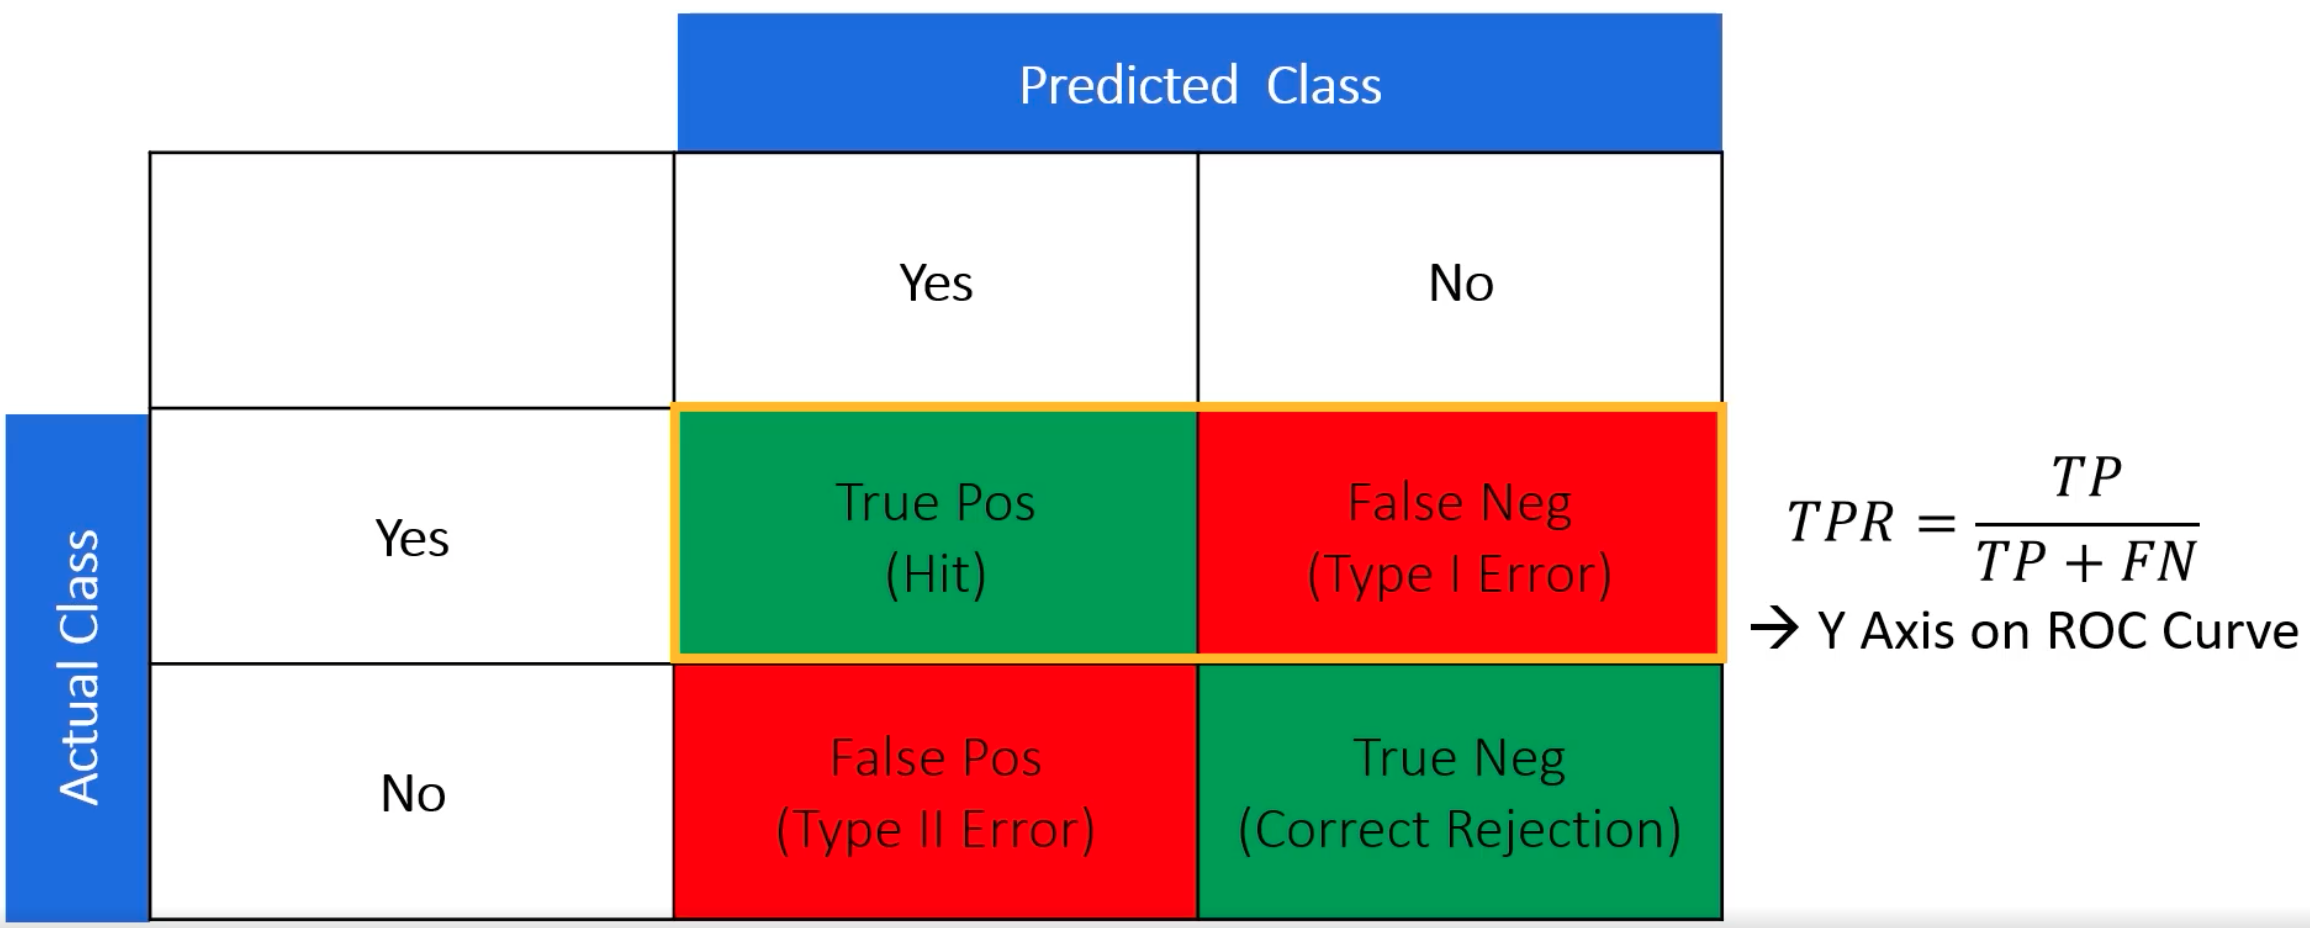 Predicted Class
Yes
No
Actual Class
Yes
True Pos
(Hit)
False Neg
(Type I Error)
TPR = TP / (TP + FN)
→ Y Axis on ROC Curve
No
False Pos
(Type II Error)
True Neg
(Correct Rejection)